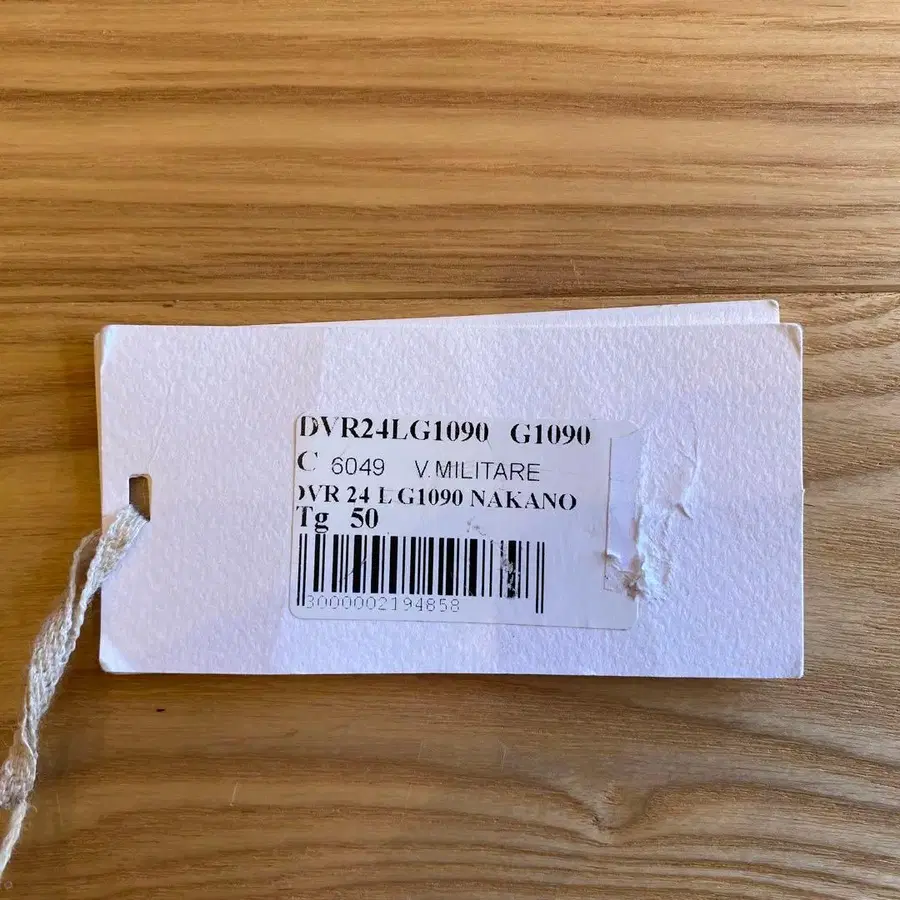 DVR24LG1090 G1090
C 6049 V.MILITARE
DVR 24 L G1090 NAKANO
Tg 50
3000002194858